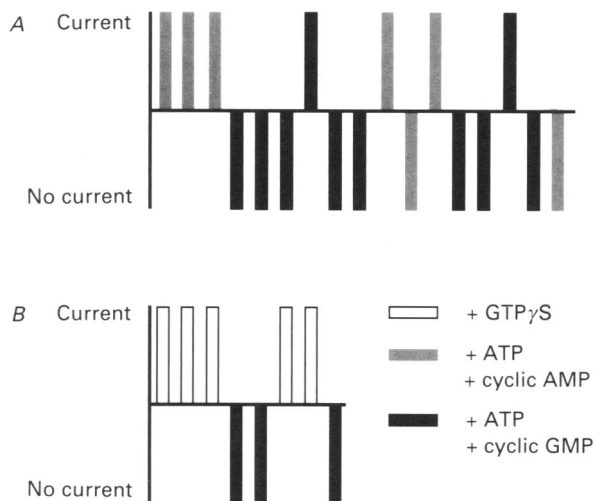 A Current
No current
B Current
No current
+ GTPγS
+ ATP
+ cyclic AMP
+ ATP
+ cyclic GMP